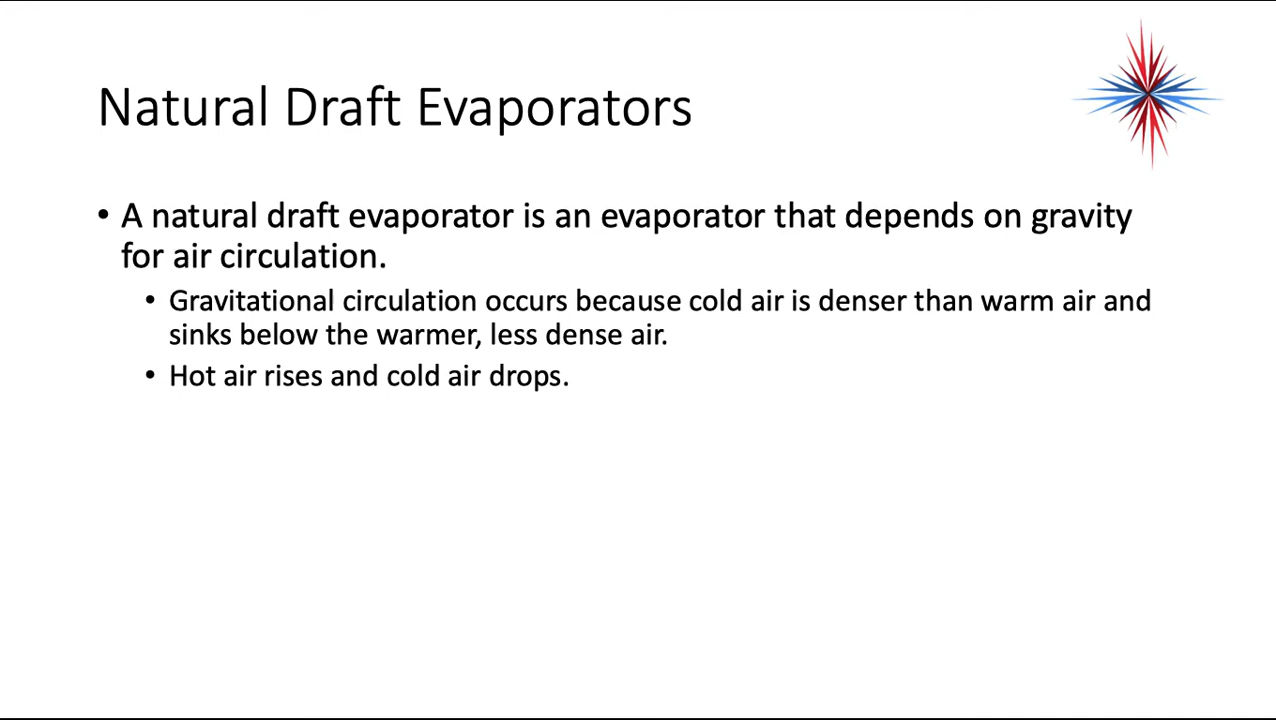 Natural Draft Evaporators
• A natural draft evaporator is an evaporator that depends on gravity
for air circulation.
• Gravitational circulation occurs because cold air is denser than warm air and
sinks below the warmer, less dense air.
• Hot air rises and cold air drops.